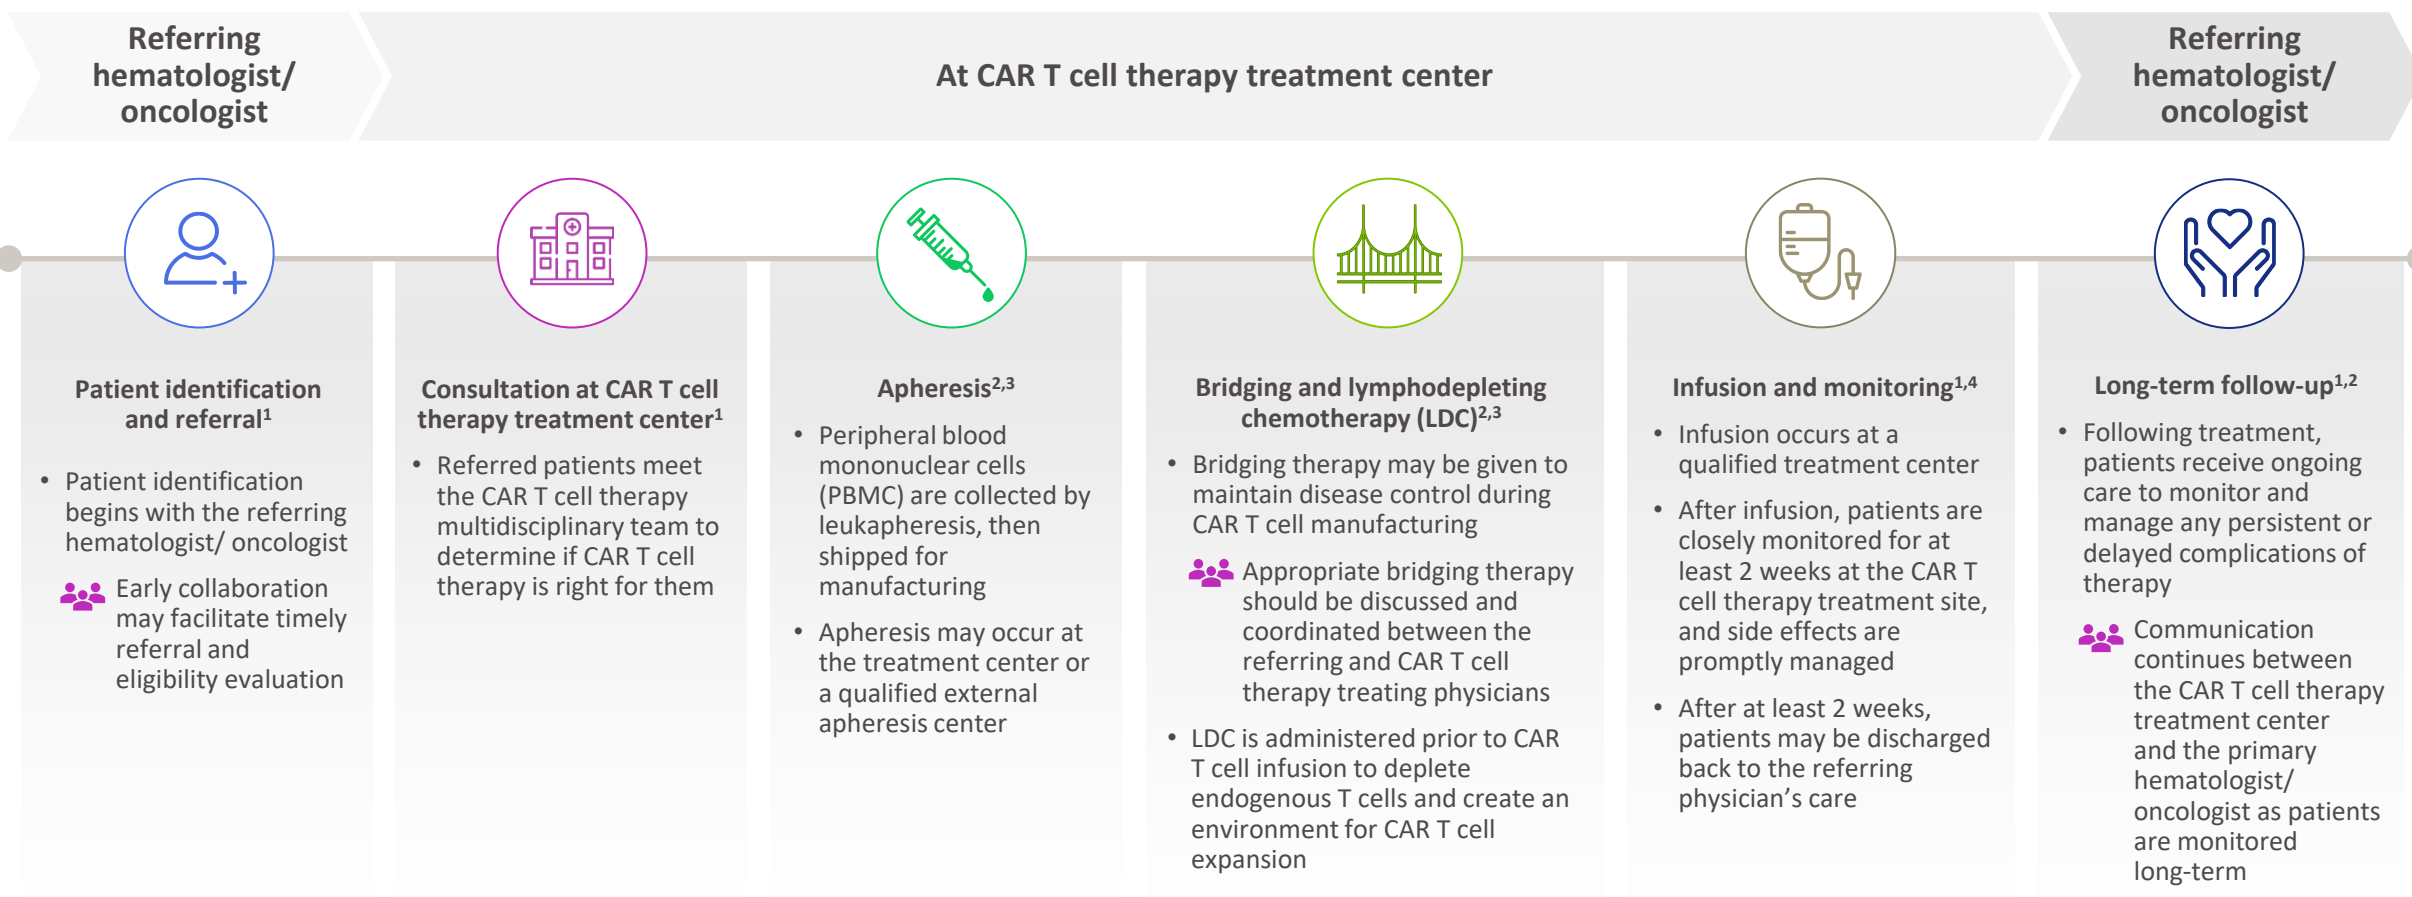 Referring
hematologist/
oncologist
At CAR T cell therapy treatment center
Referring
hematologist/
oncologist
Patient identification
and referral1
• Patient identification
begins with the referring
hematologist/ oncologist
Early collaboration
may facilitate timely
referral and
eligibility evaluation
Consultation at CAR T cell
therapy treatment center1
• Referred patients meet
the CAR T cell therapy
multidisciplinary team to
determine if CAR T cell
therapy is right for them
Apheresis2,3
• Peripheral blood
mononuclear cells
(PBMC) are collected by
leukapheresis, then
shipped for
manufacturing
• Apheresis may occur at
the treatment center or
a qualified external
apheresis center
Bridging and lymphodepleting
chemotherapy (LDC)2,3
• Bridging therapy may be given to
maintain disease control during
CAR T cell manufacturing
Appropriate bridging therapy
should be discussed and
coordinated between the
referring and CAR T cell
therapy treating physicians
• LDC is administered prior to CAR
T cell infusion to deplete
endogenous T cells and create an
environment for CAR T cell
expansion
Infusion and monitoring1,4
• Infusion occurs at a
qualified treatment center
• After infusion, patients are
closely monitored for at
least 2 weeks at the CAR T
cell therapy treatment site,
and side effects are
promptly managed
• After at least 2 weeks,
patients may be discharged
back to the referring
physician’s care
Long-term follow-up1,2
• Following treatment,
patients receive ongoing
care to monitor and
manage any persistent or
delayed complications of
therapy
Communication
continues between
the CAR T cell therapy
treatment center
and the primary
hematologist/
oncologist as patients
are monitored
long-term